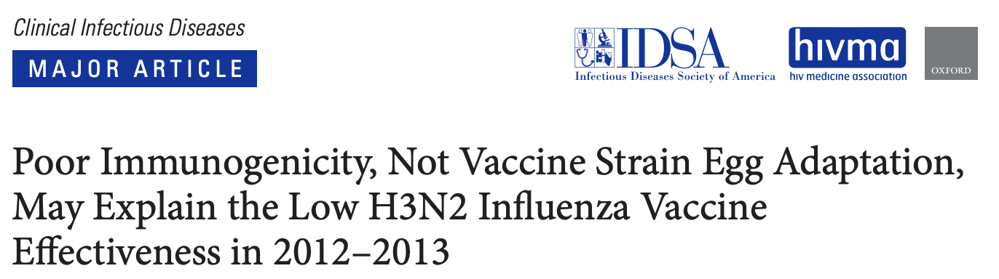 Clinical Infectious Diseases
MAJOR ARTICLE
IDSA
Infectious Diseases Society of America
hivma
hiv medicine association
OXFORD
Poor Immunogenicity, Not Vaccine Strain Egg Adaptation,
May Explain the Low H3N2 Influenza Vaccine
Effectiveness in 2012–2013